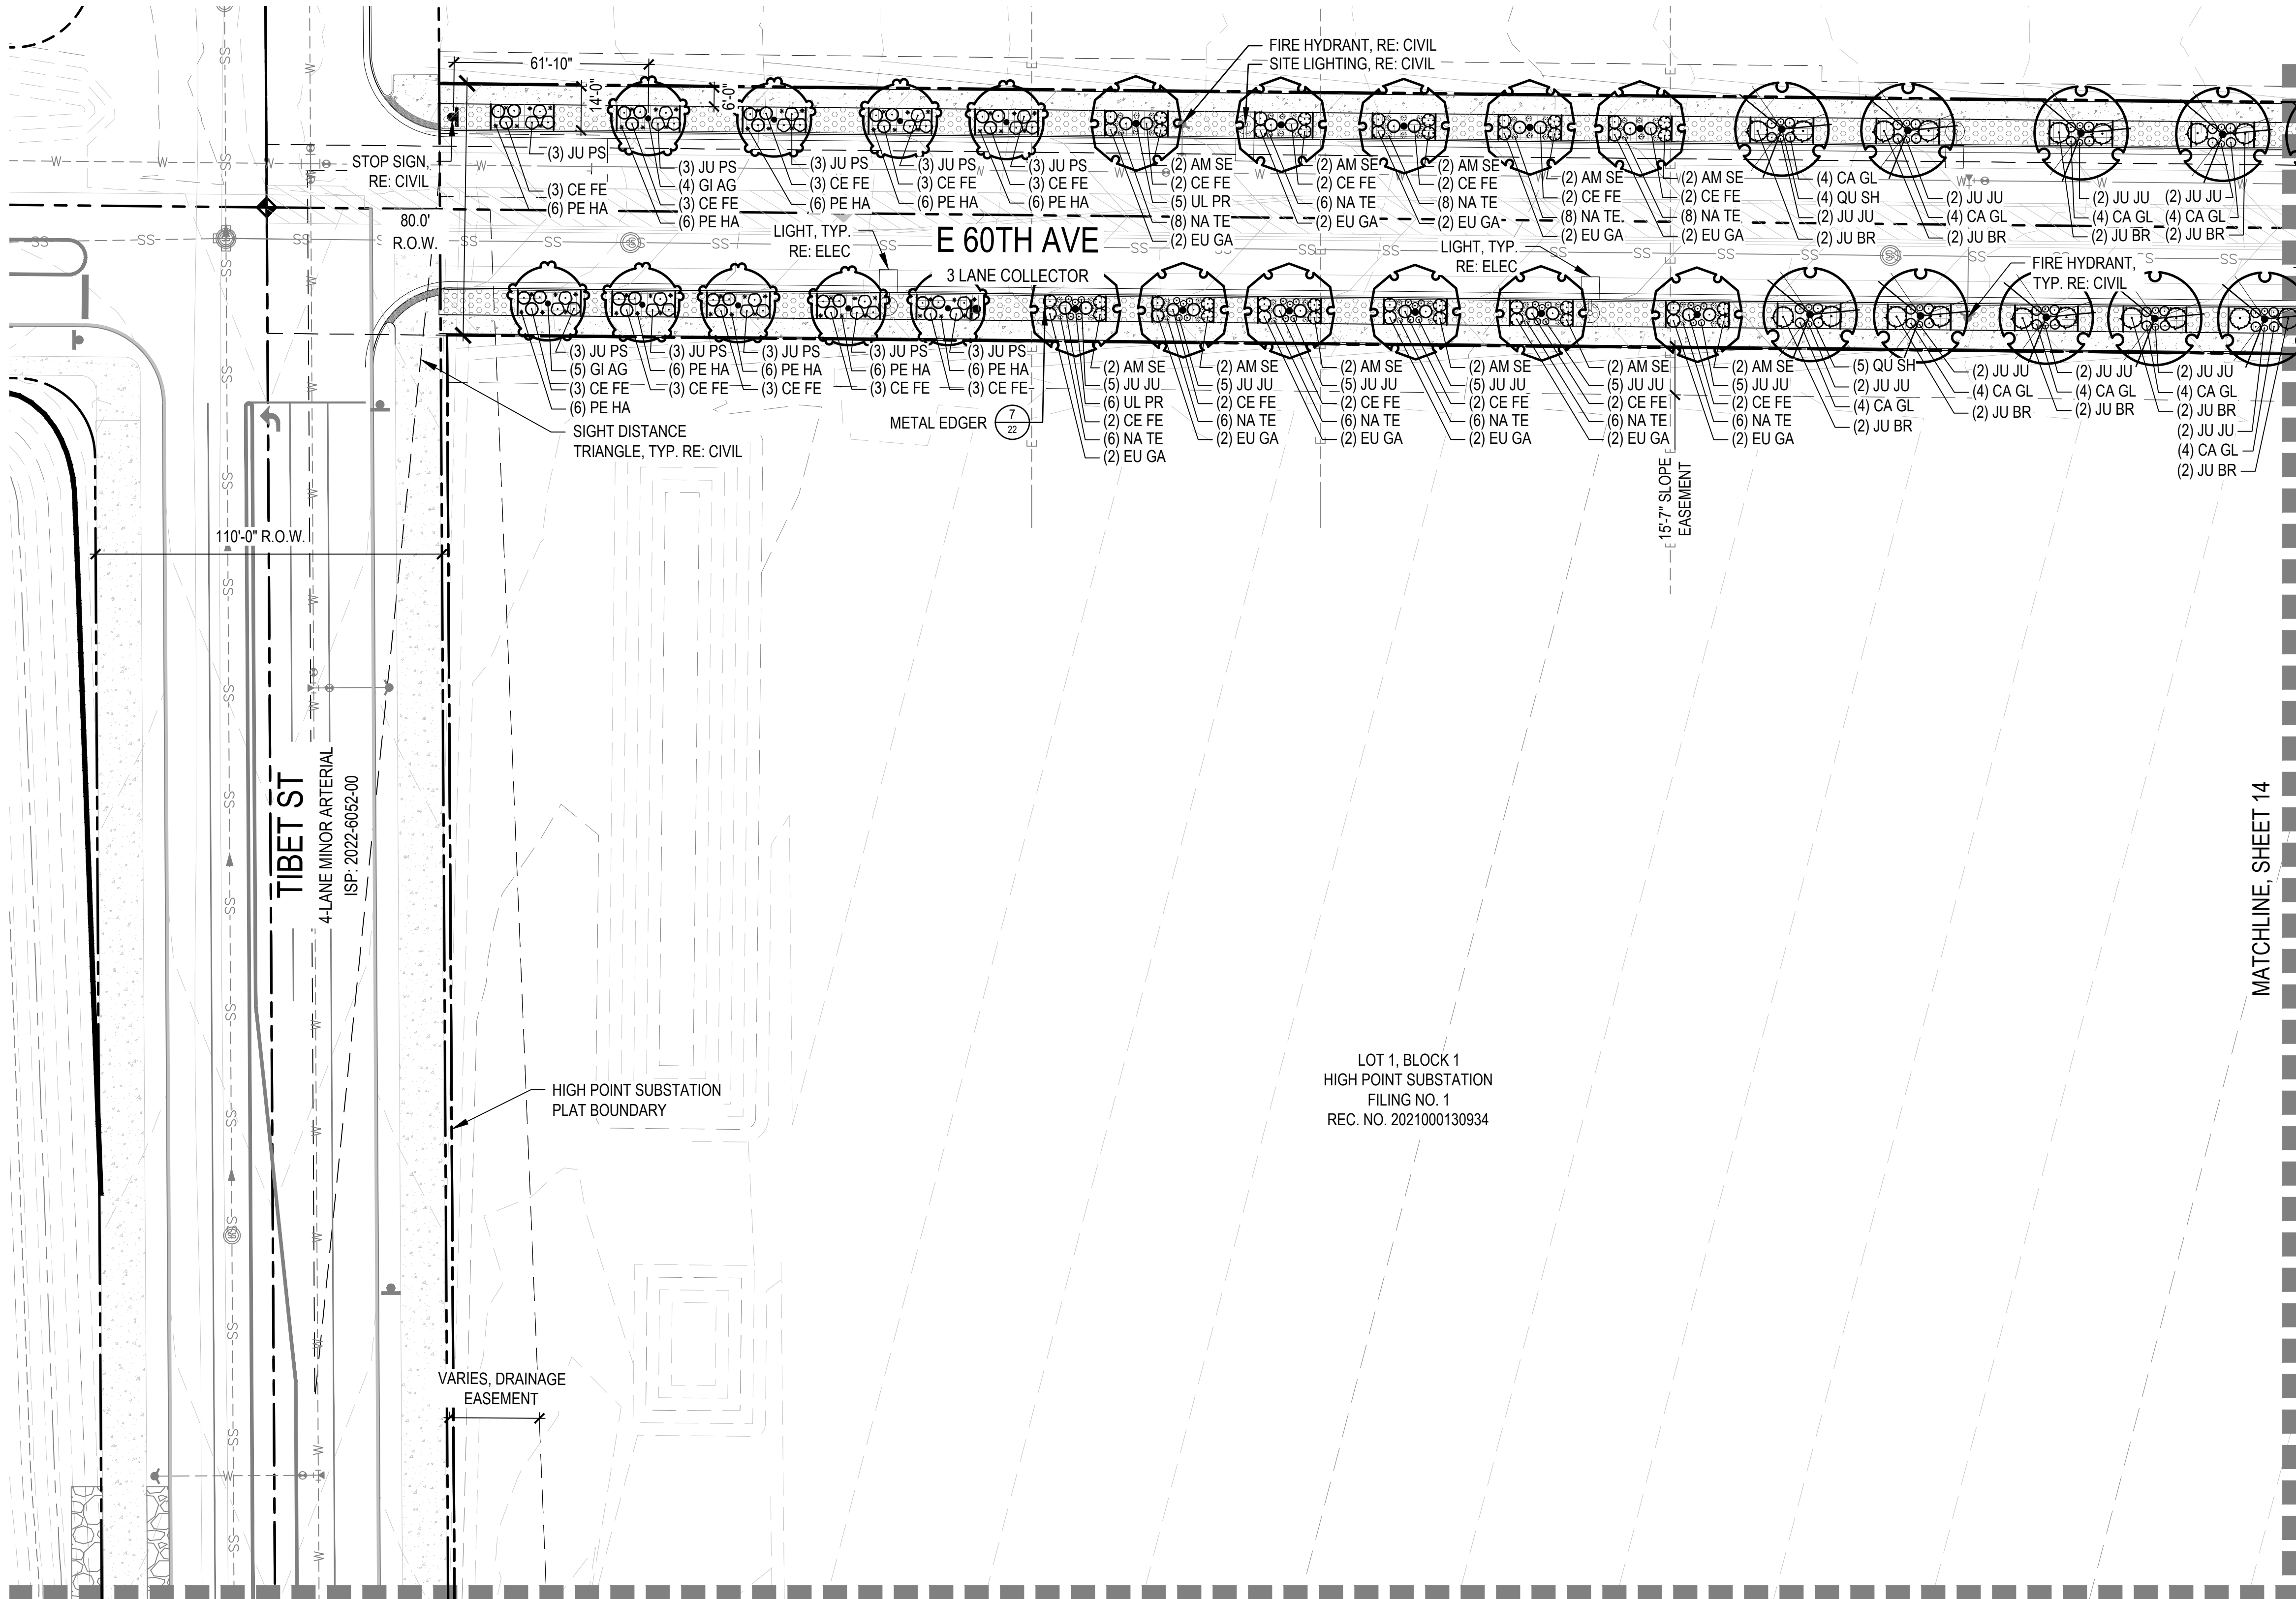 FIRE HYDRANT, RE: CIVIL
SITE LIGHTING, RE: CIVIL
61'-10"
14'-0"
6'-0"
STOP SIGN,
RE: CIVIL
(3) JU PS
(3) CE FE
(6) PE HA
(3) JU PS
(4) GI AG
(3) CE FE
(6) PE HA
(3) JU PS
(3) CE FE
(6) PE HA
(3) JU PS
(3) CE FE
(6) PE HA
(3) JU PS
(3) CE FE
(6) PE HA
(2) AM SE
(2) CE FE
(5) UL PR
(8) NA TE
(2) EU GA
(2) AM SE
(2) CE FE
(6) NA TE
(2) EU GA
(2) AM SE
(2) CE FE
(8) NA TE
(2) EU GA
(2) AM SE
(2) CE FE
(8) NA TE
(2) EU GA
(2) AM SE
(2) CE FE
(8) NA TE
(2) EU GA
(4) CA GL
(4) QU SH
(2) JU JU
(2) JU BR
(2) JU JU
(4) CA GL
(2) JU BR
(2) JU JU
(4) CA GL
(2) JU BR
(2) JU JU
(4) CA GL
(2) JU BR
80.0'
R.O.W.
LIGHT, TYP.
RE: ELEC
E 60TH AVE
3 LANE COLLECTOR
LIGHT, TYP.
RE: ELEC
FIRE HYDRANT,
TYP. RE: CIVIL
(3) JU PS
(5) GI AG
(3) CE FE
(6) PE HA
(3) JU PS
(6) PE HA
(3) CE FE
(3) JU PS
(6) PE HA
(3) CE FE
(3) JU PS
(6) PE HA
(3) CE FE
(3) JU PS
(6) PE HA
(3) CE FE
(2) AM SE
(5) JU JU
(6) UL PR
(2) CE FE
(6) NA TE
(2) EU GA
(2) AM SE
(5) JU JU
(2) CE FE
(6) NA TE
(2) EU GA
(2) AM SE
(5) JU JU
(2) CE FE
(6) NA TE
(2) EU GA
(2) AM SE
(5) JU JU
(2) CE FE
(6) NA TE
(2) EU GA
(2) AM SE
(5) JU JU
(2) CE FE
(6) NA TE
(2) EU GA
(2) AM SE
(5) JU JU
(2) CE FE
(6) NA TE
(2) EU GA
(5) QU SH
(2) JU JU
(4) CA GL
(2) JU BR
(2) JU JU
(4) CA GL
(2) JU BR
(2) JU JU
(4) CA GL
(2) JU BR
(2) JU JU
(4) CA GL
(2) JU BR
(2) JU JU
(4) CA GL
(2) JU BR
METAL EDGER
7
22
SIGHT DISTANCE
TRIANGLE, TYP. RE: CIVIL
15'-7" SLOPE
EASEMENT
110'-0" R.O.W.
TIBET ST
4-LANE MINOR ARTERIAL
ISP: 2022-6052-00
MATCHLINE, SHEET 14
HIGH POINT SUBSTATION
PLAT BOUNDARY
LOT 1, BLOCK 1
HIGH POINT SUBSTATION
FILING NO. 1
REC. NO. 2021000130934
VARIES, DRAINAGE
EASEMENT